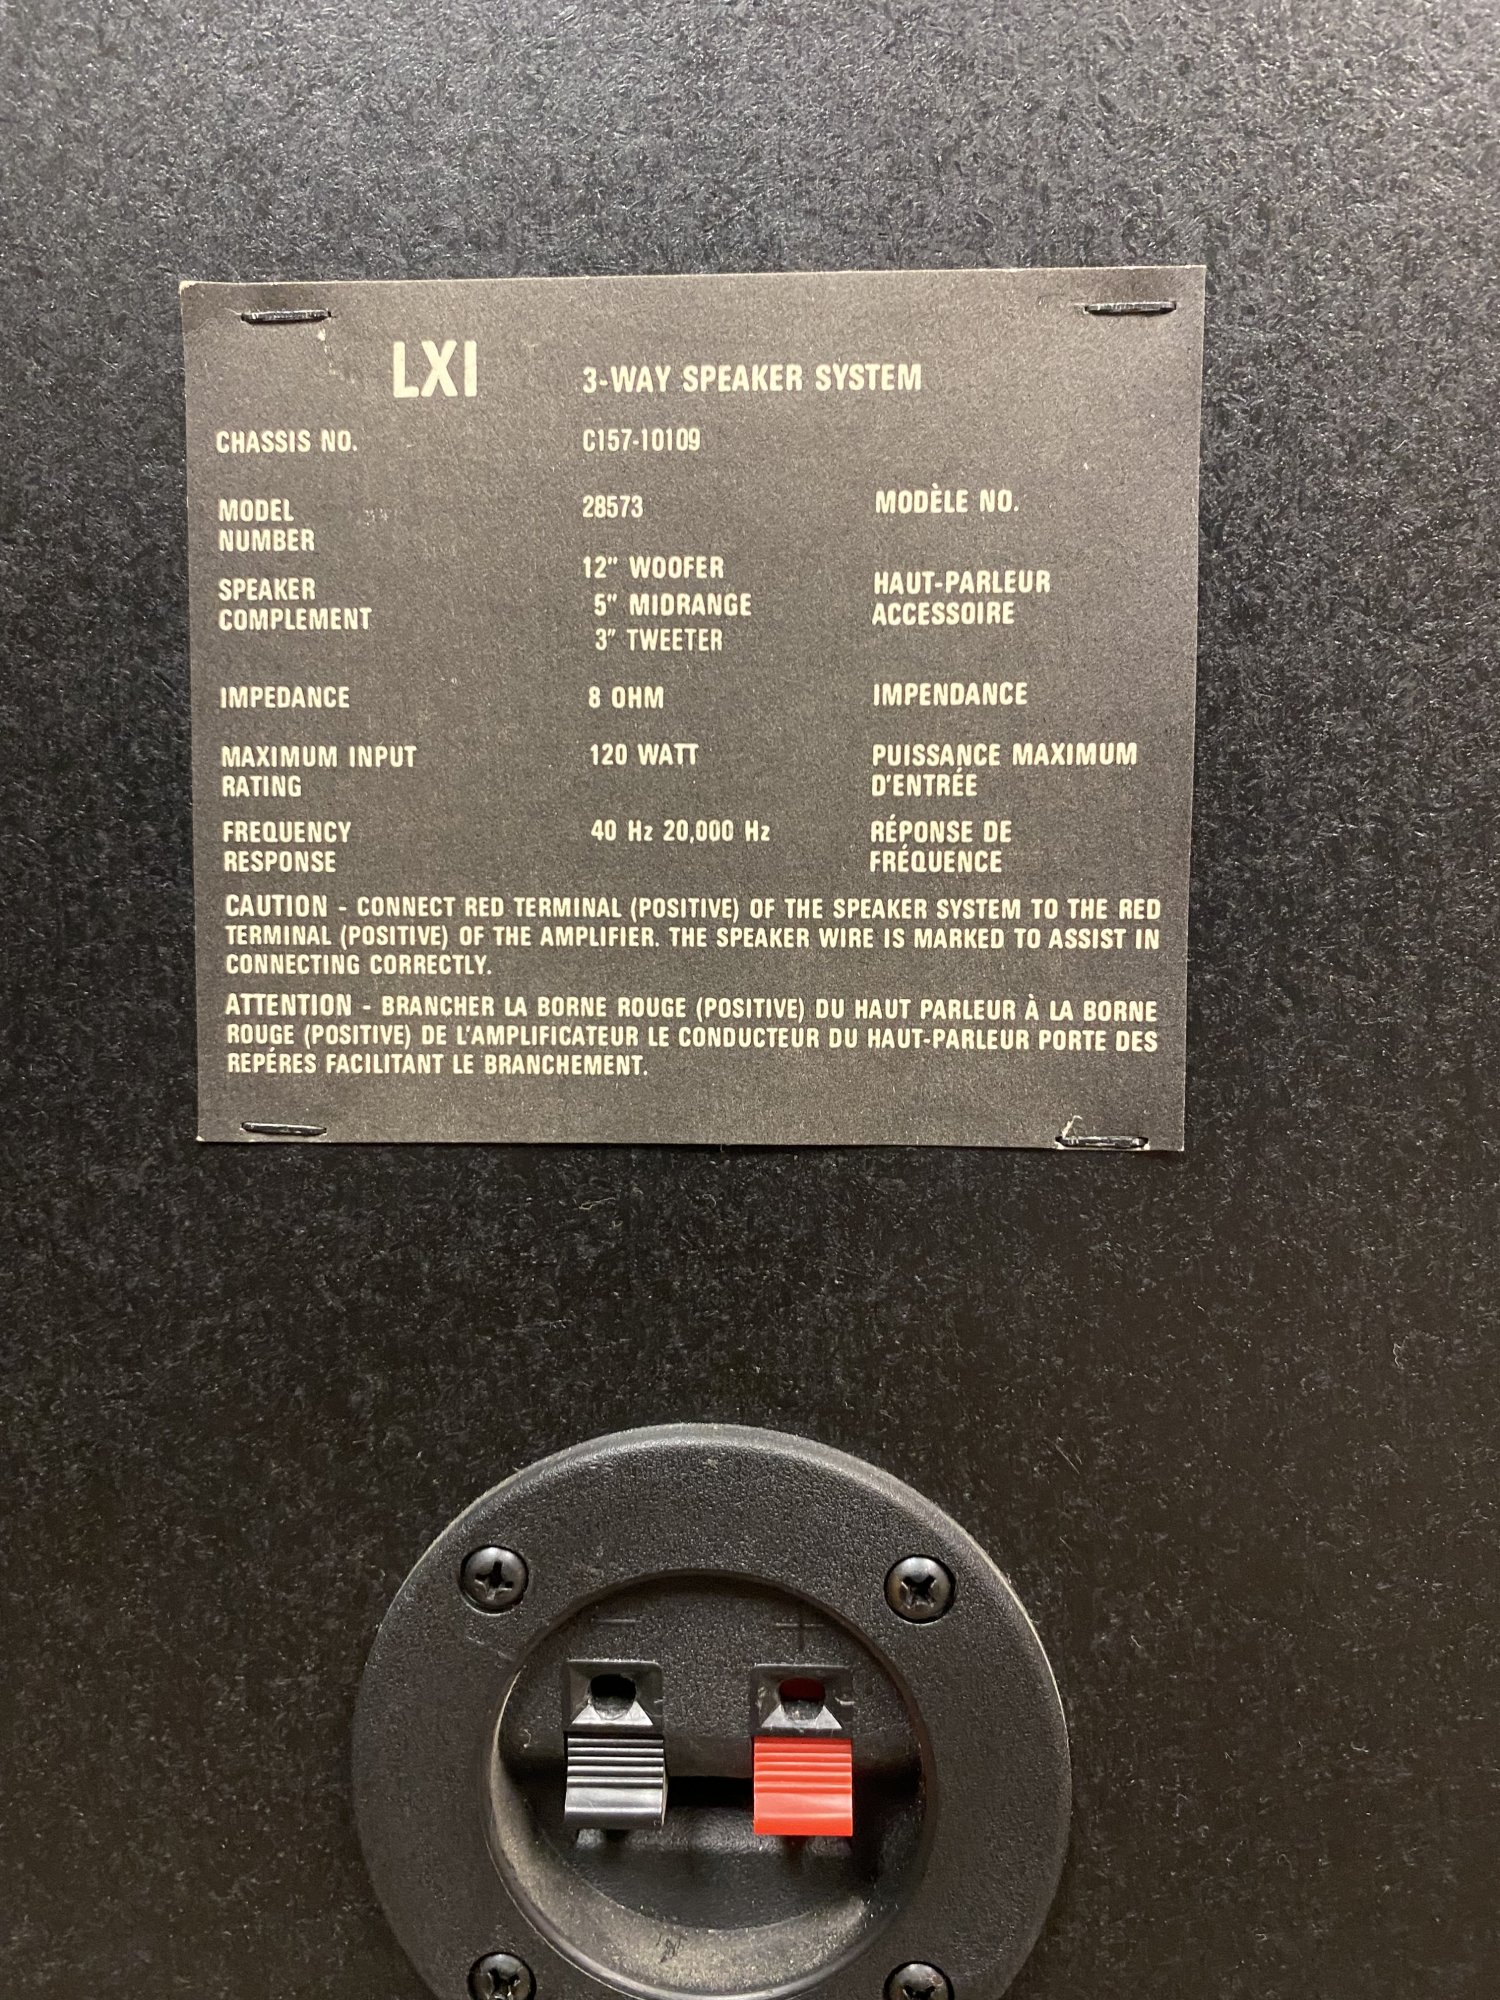 LXI 3-WAY SPEAKER SYSTEM
CHASSIS NO. C157-10109
MODEL NUMBER 28573 MODÈLE NO.
SPEAKER COMPLEMENT 12" WOOFER HAUT-PARLEUR ACCESSOIRE
5" MIDRANGE
3" TWEETER
IMPEDANCE 8 OHM IMPENDANCE
MAXIMUM INPUT RATING 120 WATT PUISSANCE MAXIMUM D'ENTRÉE
FREQUENCY RESPONSE 40 Hz 20,000 Hz RÉPONSE DE FRÉQUENCE
CAUTION - CONNECT RED TERMINAL (POSITIVE) OF THE SPEAKER SYSTEM TO THE RED
TERMINAL (POSITIVE) OF THE AMPLIFIER. THE SPEAKER WIRE IS MARKED TO ASSIST IN
CONNECTING CORRECTLY.
ATTENTION - BRANCHER LA BORNE ROUGE (POSITIVE) DU HAUT PARLEUR À LA BORNE
ROUGE (POSITIVE) DE L'AMPLIFICATEUR LE CONDUCTEUR DU HAUT-PARLEUR PORTE DES
REPÉRES FACILITANT LE BRANCHEMENT.
- +